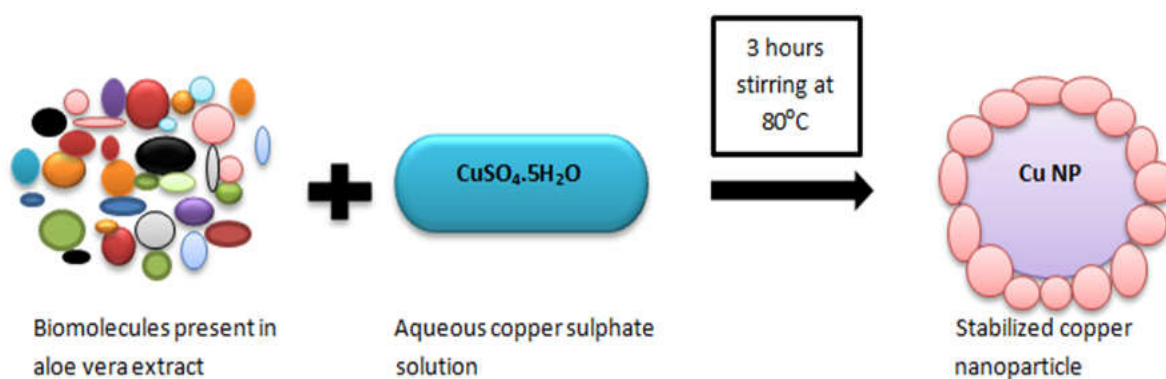 3 hours
stirring at
80⁰C
CuSO₄.5H₂O
Cu NP
Biomolecules present in
aloe vera extract
Aqueous copper sulphate
solution
Stabilized copper
nanoparticle